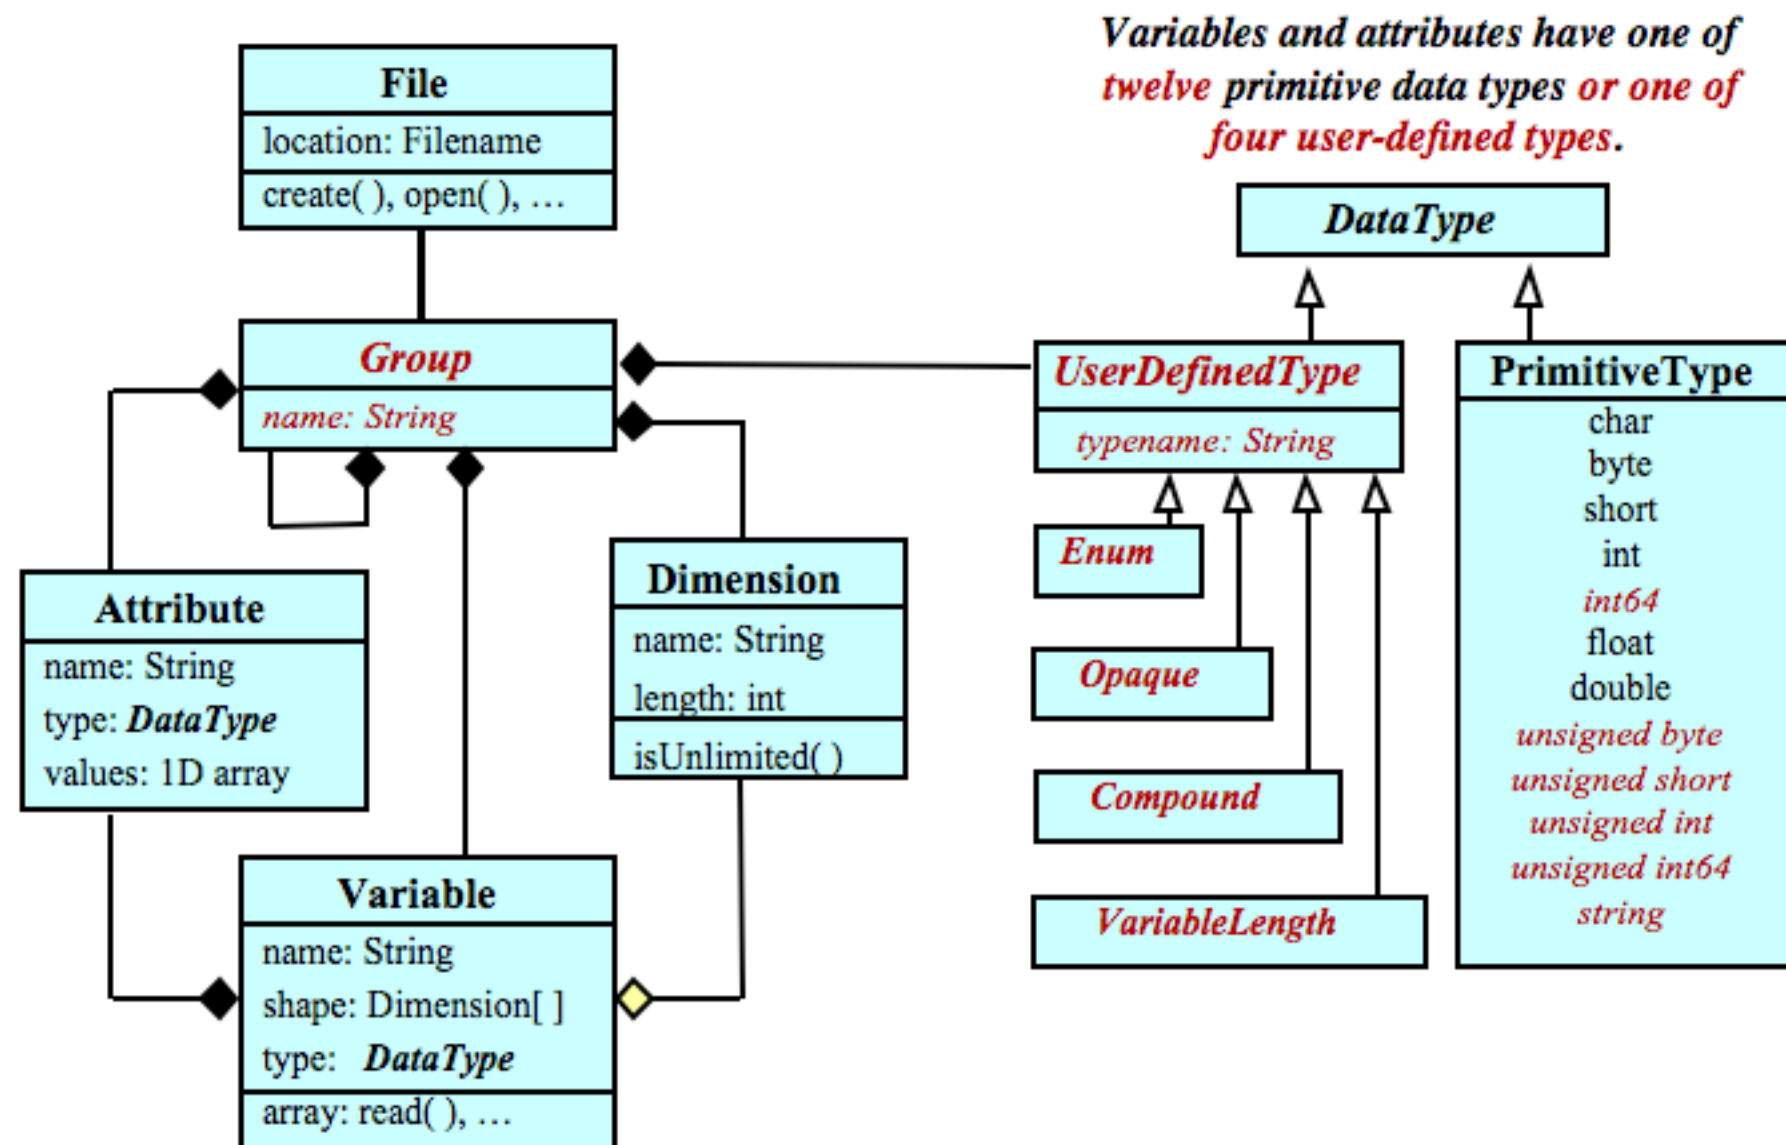 Variables and attributes have one of
twelve primitive data types or one of
four user-defined types.
File
location: Filename
create( ), open( ), …
Group
name: String
Attribute
name: String
type: DataType
values: 1D array
Dimension
name: String
length: int
isUnlimited( )
Variable
name: String
shape: Dimension[ ]
type: DataType
array: read( ), …
DataType
UserDefinedType
typename: String
Enum
Opaque
Compound
VariableLength
PrimitiveType
char
byte
short
int
int64
float
double
unsigned byte
unsigned short
unsigned int
unsigned int64
string